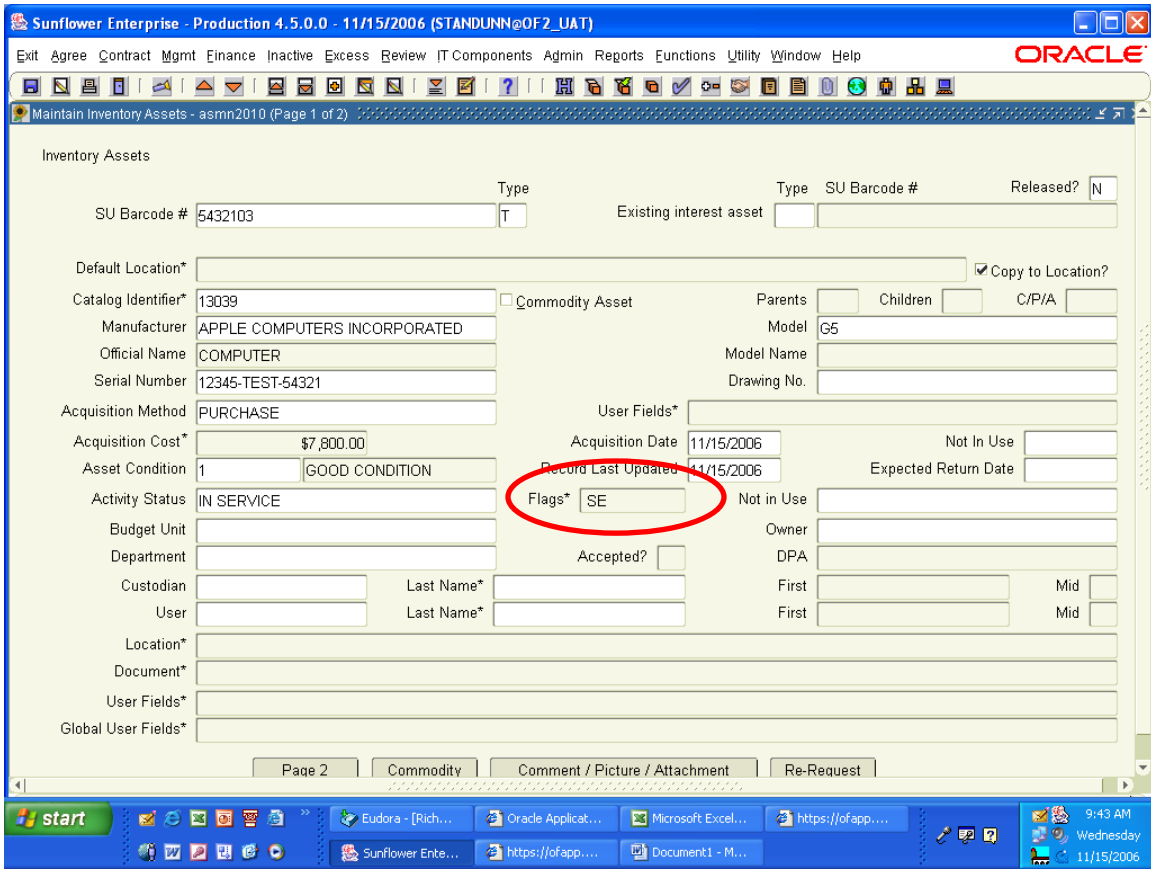 Sunflower Enterprise - Production 4.5.0.0 - 11/15/2006 (STANDUNN@OF2_UAT)
Exit Agree Contract Mgmt Finance Inactive Excess Review IT Components Admin Reports Functions Utility Window Help ORACLE
Maintain Inventory Assets - asmn2010 (Page 1 of 2)
Inventory Assets
Type Type SU Barcode # Released? N
SU Barcode # 5432103 T Existing interest asset
Default Location* Copy to Location?
Catalog Identifier* 13039 Commodity Asset Parents Children C/P/A
Manufacturer APPLE COMPUTERS INCORPORATED Model G5
Official Name COMPUTER Model Name
Serial Number 12345-TEST-54321 Drawing No.
Acquisition Method PURCHASE User Fields*
Acquisition Cost* $7,800.00 Acquisition Date 11/15/2006 Not In Use
Asset Condition 1 GOOD CONDITION Record Last Updated 11/15/2006 Expected Return Date
Activity Status IN SERVICE Flags* SE Not in Use
Budget Unit Owner
Department Accepted? DPA
Custodian Last Name* First Mid
User Last Name* First Mid
Location*
Document*
User Fields*
Global User Fields*
Page 2 Commodity Comment / Picture / Attachment Re-Request
start Eudora - [Rich... Oracle Applicat... Microsoft Excel... https://ofapp.... 9:43 AM
Wednesday
Sunflower Ente... https://ofapp.... Document1 - M... 11/15/2006